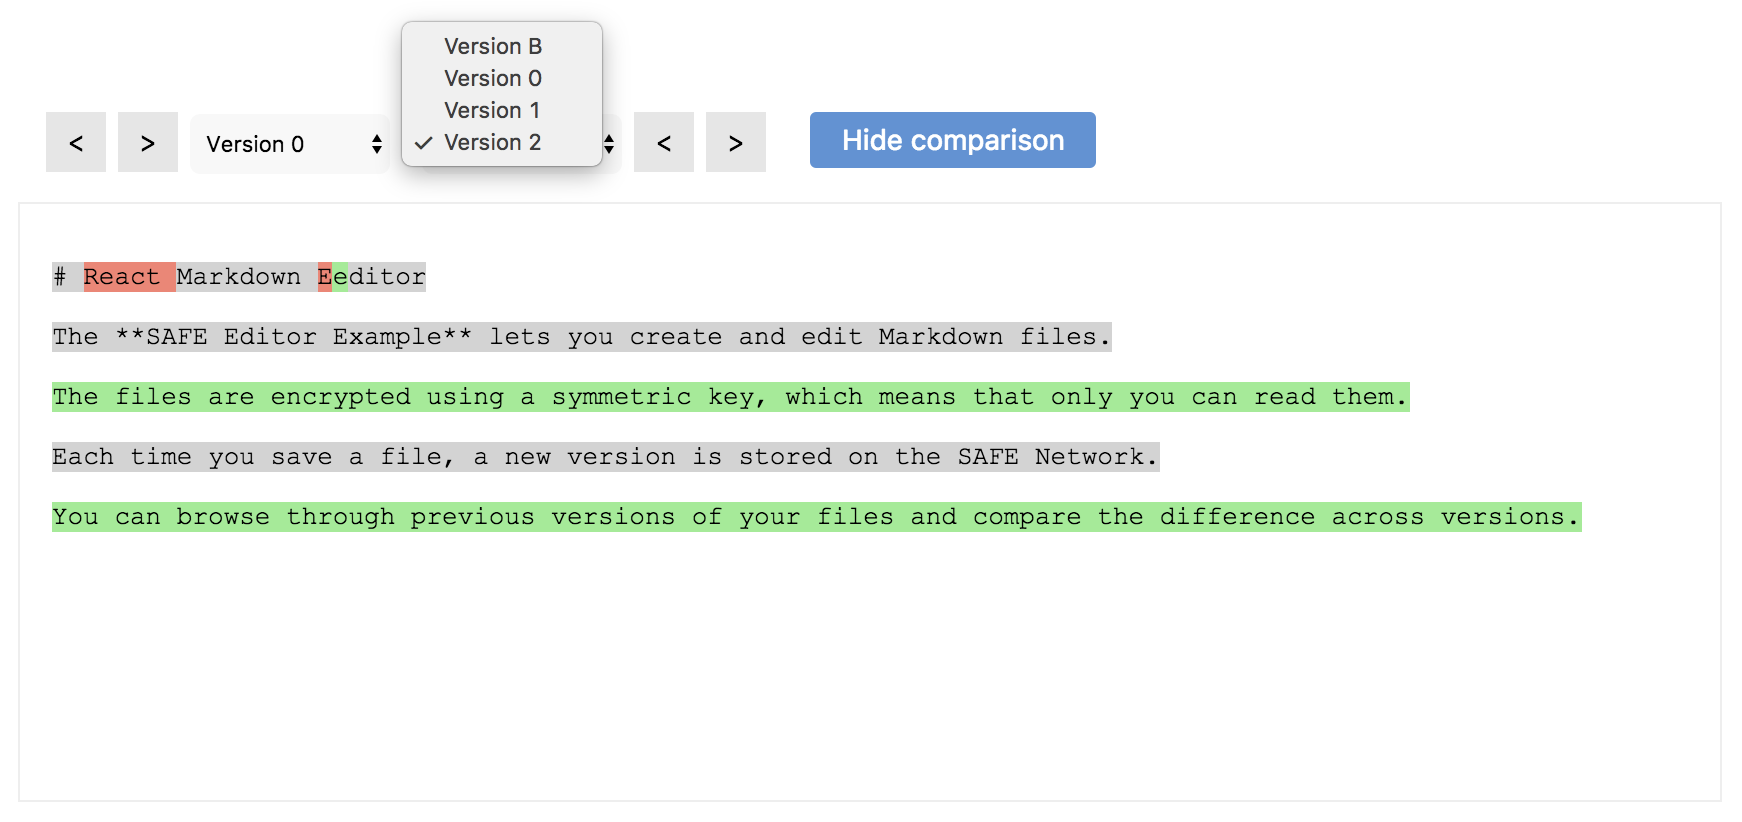 Version B
Version 0
Version 1
✓ Version 2
< > Version 0 < > Hide comparison
# React Markdown Eeditor
The **SAFE Editor Example** lets you create and edit Markdown files.
The files are encrypted using a symmetric key, which means that only you can read them.
Each time you save a file, a new version is stored on the SAFE Network.
You can browse through previous versions of your files and compare the difference across versions.